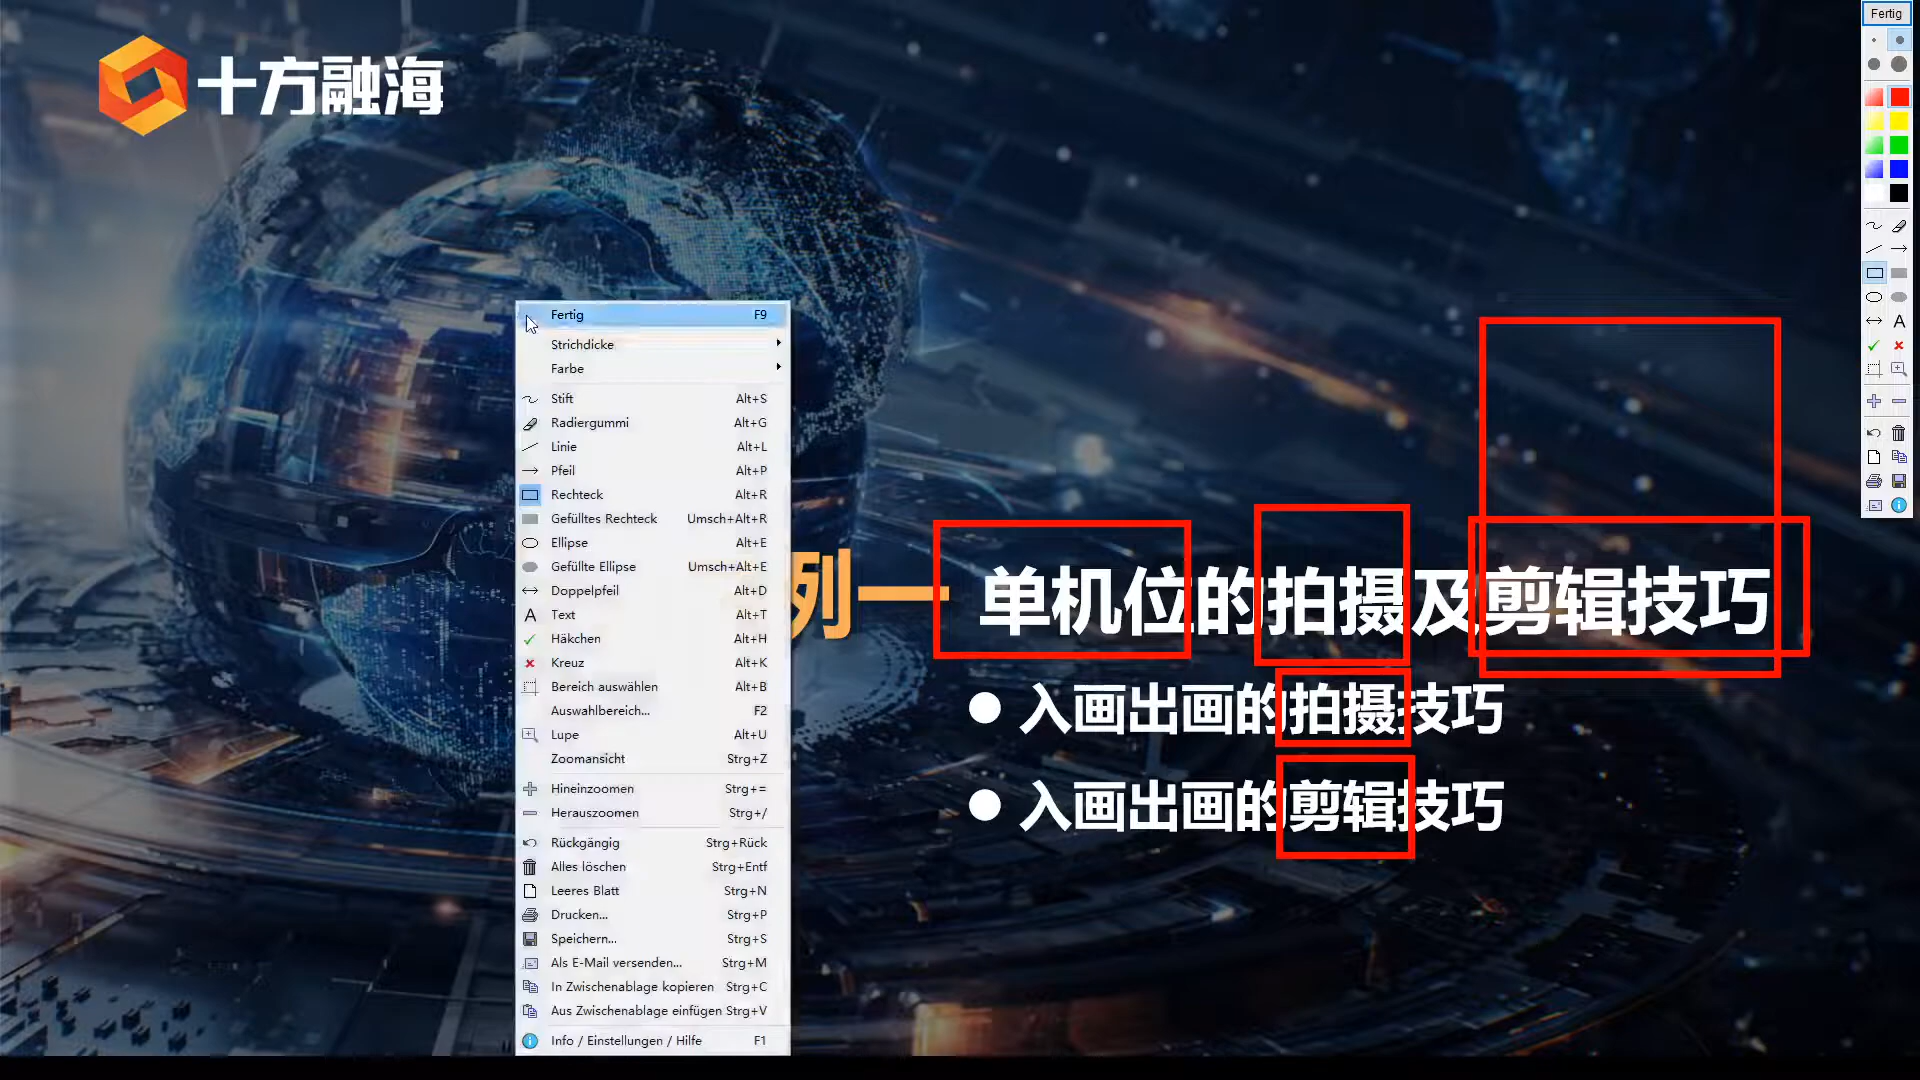 十方融海
Fertig
Fertig F9
Strichdicke
Farbe
Stift Alt+S
Radiergummi Alt+G
Linie Alt+L
Pfeil Alt+P
Rechteck Alt+R
Gefülltes Rechteck Umsch+Alt+R
Ellipse Alt+E
Gefüllte Ellipse Umsch+Alt+E
Doppelpfeil Alt+D
Text Alt+T
Häkchen Alt+H
Kreuz Alt+K
Bereich auswählen Alt+B
Auswahlbereich... F2
Lupe Alt+U
Zoomansicht Strg+Z
Hineinzoomen Strg+=
Herauszoomen Strg+/
Rückgängig Strg+Rück
Alles löschen Strg+Entf
Leeres Blatt Strg+N
Drucken... Strg+P
Speichern... Strg+S
Als E-Mail versenden... Strg+M
In Zwischenablage kopieren Strg+C
Aus Zwischenablage einfügen Strg+V
Info / Einstellungen / Hilfe F1
列一 单机位的拍摄及剪辑技巧
● 入画出画的拍摄技巧
● 入画出画的剪辑技巧